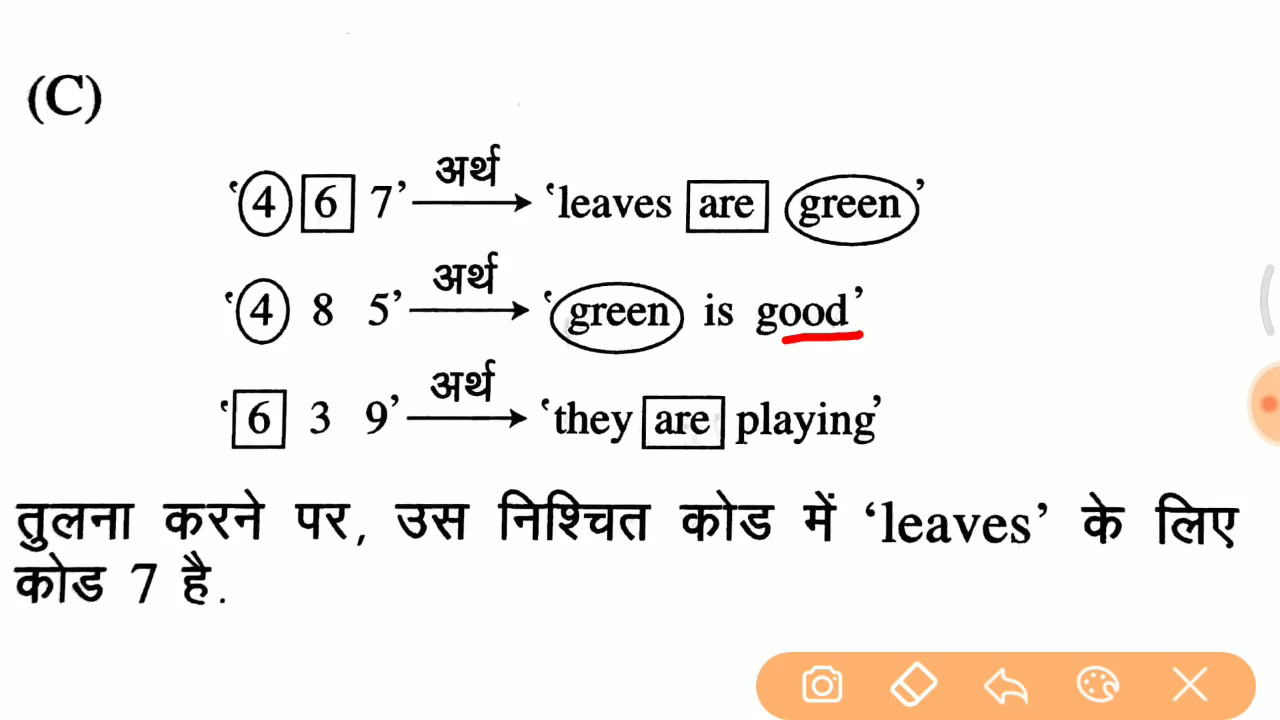 (C)
‘4 6 7’ अर्थ→ ‘leaves are green’
‘4 8 5’ अर्थ→ ‘green is good’
‘6 3 9’ अर्थ→ ‘they are playing’
तुलना करने पर, उस निश्चित कोड में ‘leaves’ के लिए
कोड 7 है.